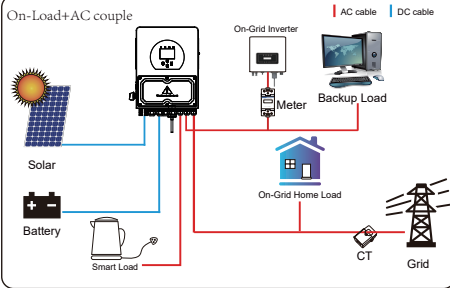 On-Load+AC couple
AC cable
DC cable
On-Grid Inverter
Meter
Backup Load
Solar
On-Grid Home Load
Battery
Smart Load
CT
Grid